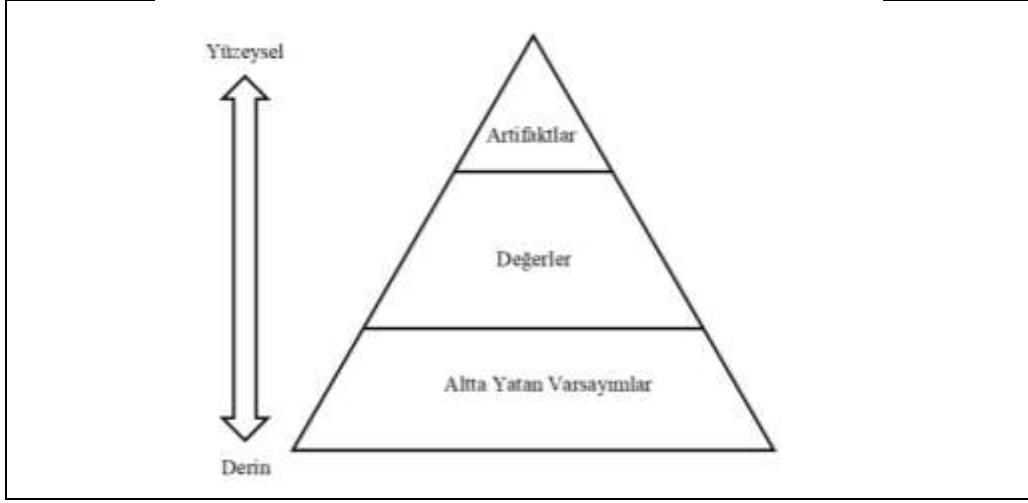 Yüzeysel
Artifaktlar
Değerler
Altta Yatan Varsayımlar
Derin